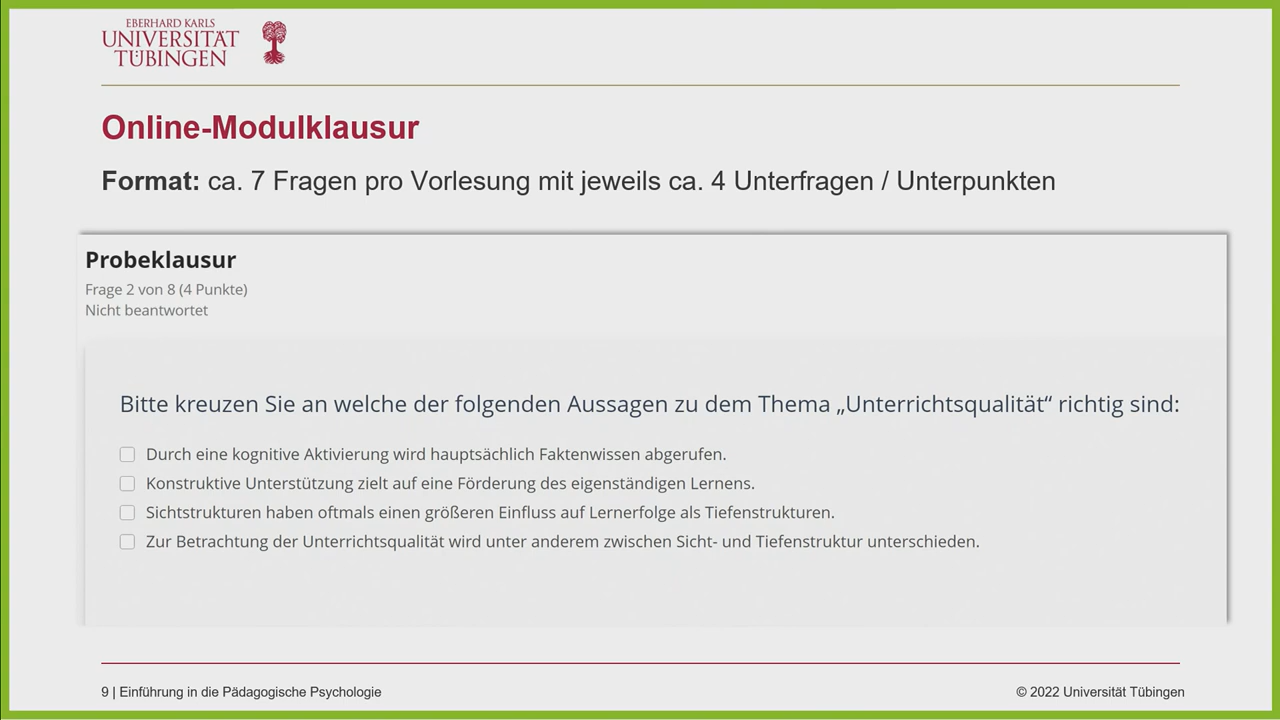 EBERHARD KARLS
UNIVERSITÄT
TÜBINGEN
Online-Modulklausur
Format: ca. 7 Fragen pro Vorlesung mit jeweils ca. 4 Unterfragen / Unterpunkten
Probeklausur
Frage 2 von 8 (4 Punkte)
Nicht beantwortet
Bitte kreuzen Sie an welche der folgenden Aussagen zu dem Thema „Unterrichtsqualität“ richtig sind:
Durch eine kognitive Aktivierung wird hauptsächlich Faktenwissen abgerufen.
Konstruktive Unterstützung zielt auf eine Förderung des eigenständigen Lernens.
Sichtstrukturen haben oftmals einen größeren Einfluss auf Lernerfolge als Tiefenstrukturen.
Zur Betrachtung der Unterrichtsqualität wird unter anderem zwischen Sicht- und Tiefenstruktur unterschieden.
9 | Einführung in die Pädagogische Psychologie
© 2022 Universität Tübingen